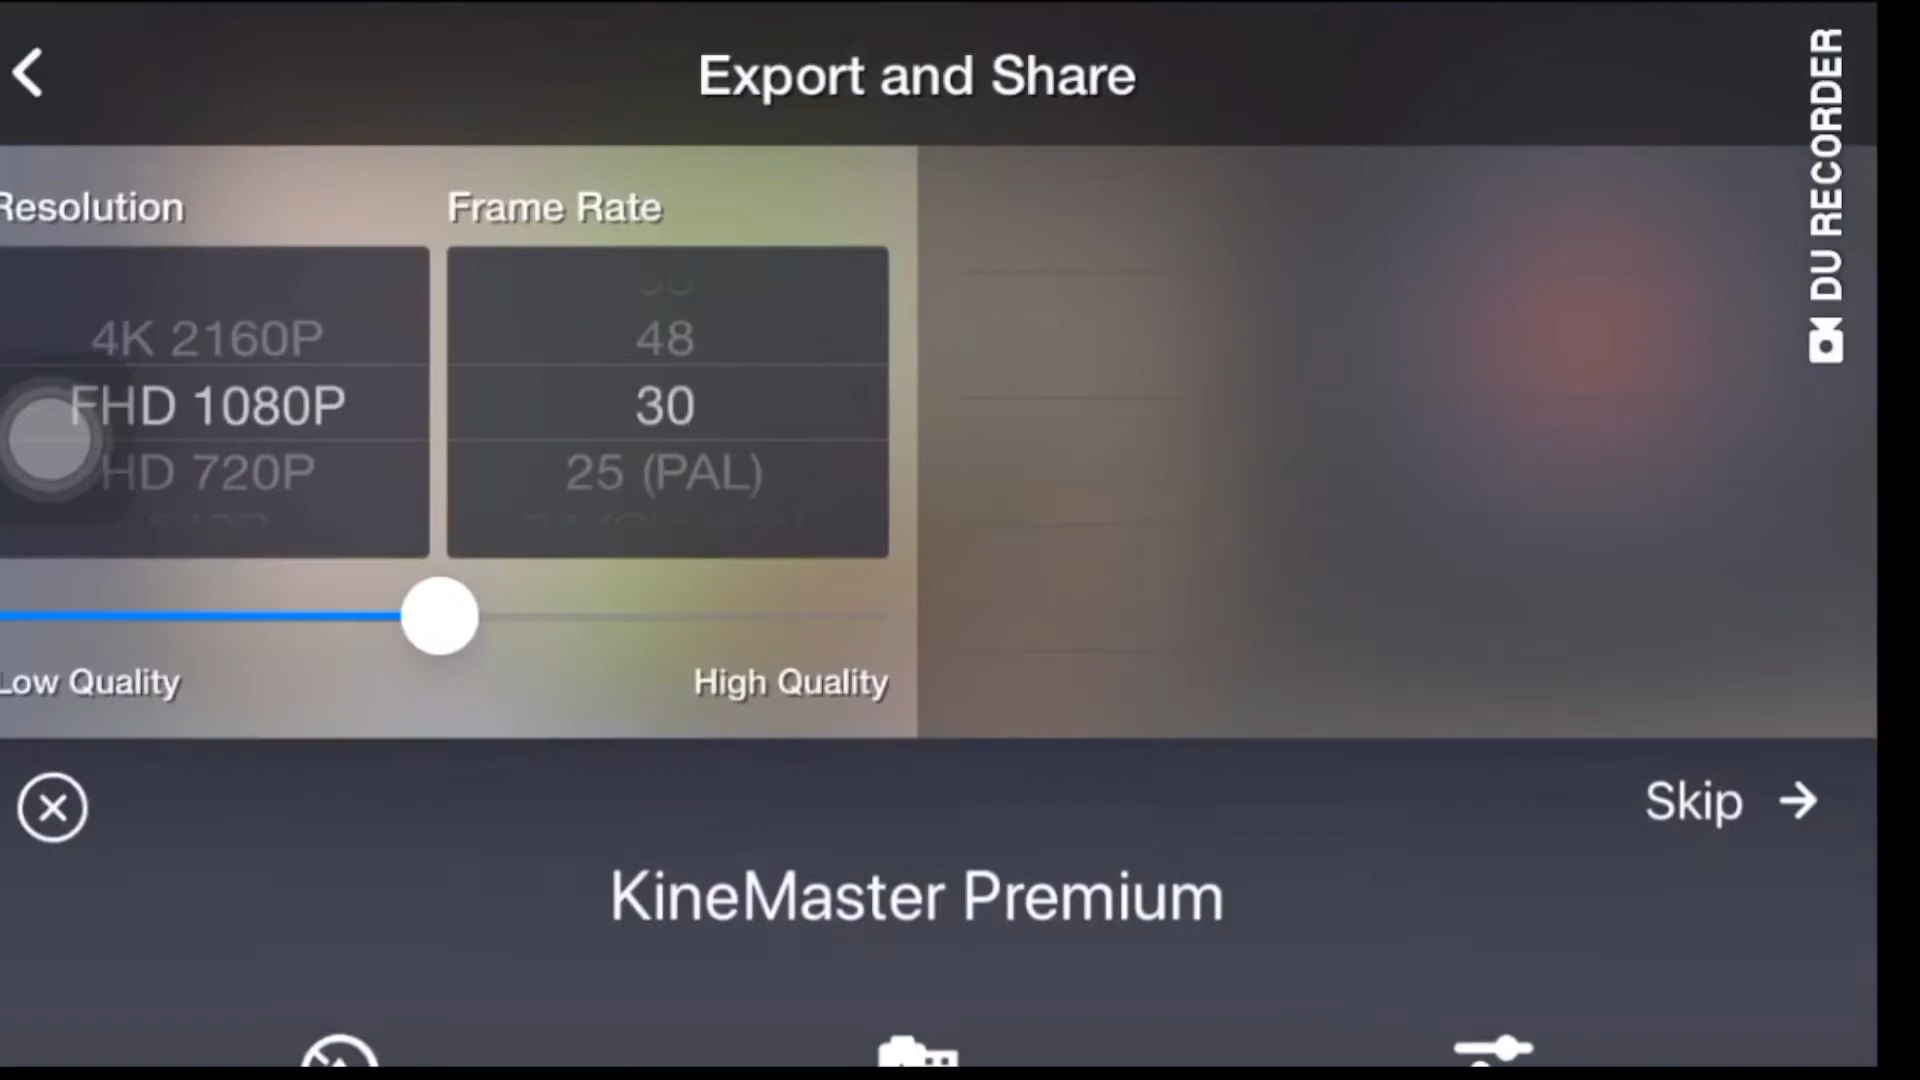 Export and Share
DU RECORDER
Resolution
Frame Rate
4K 2160P
48
FHD 1080P
30
HD 720P
25 (PAL)
Low Quality
High Quality
Skip
KineMaster Premium